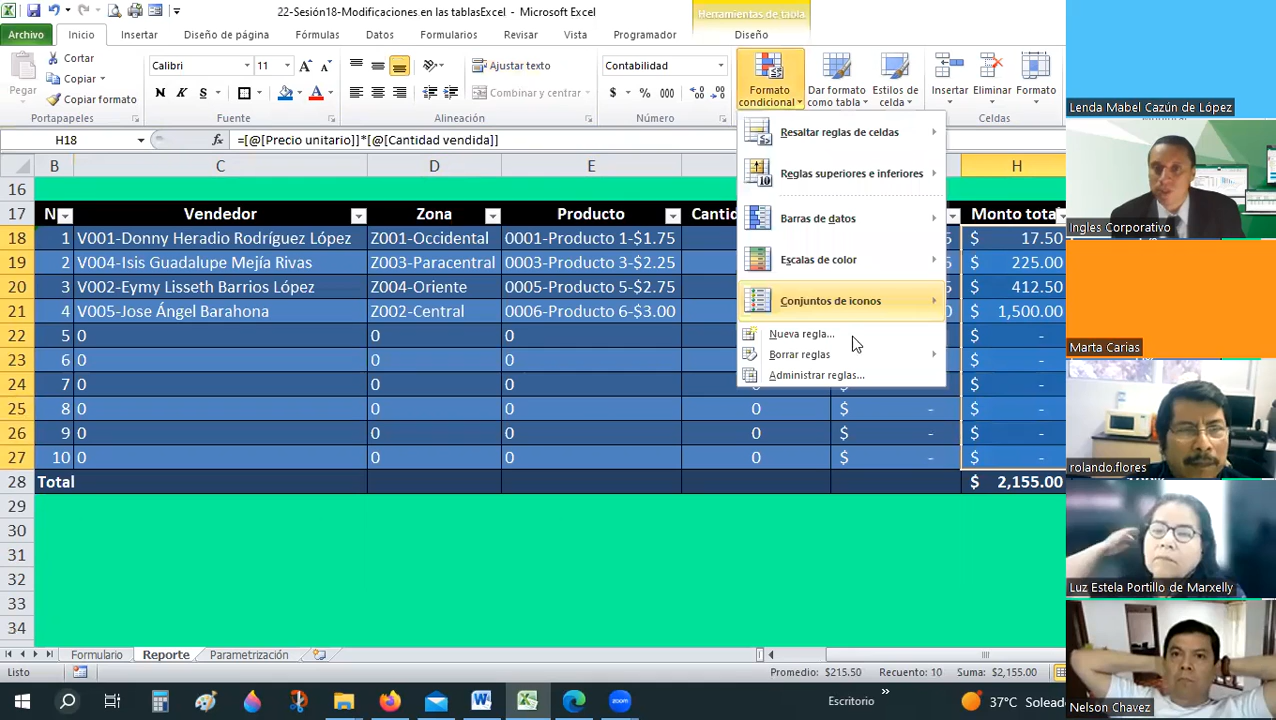 22-Sesión18-Modificaciones en las tablasExcel - Microsoft Excel
Herramientas de tabla
Archivo Inicio Insertar Diseño de página Fórmulas Datos Formularios Revisar Vista Programador Diseño
Pegar
Cortar
Copiar
Copiar formato
Portapapeles
Calibri 11
N K S
Fuente
Ajustar texto
Combinar y centrar
Alineación
Contabilidad
$ % 000
Número
Formato condicional
Dar formato como tabla
Estilos de celda
Insertar Eliminar Formato
Celdas
H18 fx =[@[Precio unitario]]*[@[Cantidad vendida]]
Resaltar reglas de celdas
Reglas superiores e inferiores
Barras de datos
Escalas de color
Conjuntos de iconos
Nueva regla...
Borrar reglas
Administrar reglas...
B C D E H
16
17 N Vendedor Zona Producto Cantid Monto total
18 1 V001-Donny Heradio Rodríguez López Z001-Occidental 0001-Producto 1-$1.75 5 $ 17.50
19 2 V004-Isis Guadalupe Mejía Rivas Z003-Paracentral 0003-Producto 3-$2.25 5 $ 225.00
20 3 V002-Eymy Lisseth Barrios López Z004-Oriente 0005-Producto 5-$2.75 5 $ 412.50
21 4 V005-Jose Ángel Barahona Z002-Central 0006-Producto 6-$3.00 0 $ 1,500.00
22 5 0 0 0 $ -
23 6 0 0 0 $ -
24 7 0 0 0 $ -
25 8 0 0 0 0 $ - $ -
26 9 0 0 0 0 $ - $ -
27 10 0 0 0 0 $ - $ -
28 Total $ 2,155.00
29
30
31
32
33
34
Formulario Reporte Parametrización
Listo Promedio: $215.50 Recuento: 10 Suma: $2,155.00
zoom Escritorio » 37°C Solead
Lenda Mabel Cazún de López
Ingles Corporativo
Marta Carias
rolando.flores
Luz Estela Portillo de Marxelly
Nelson Chavez